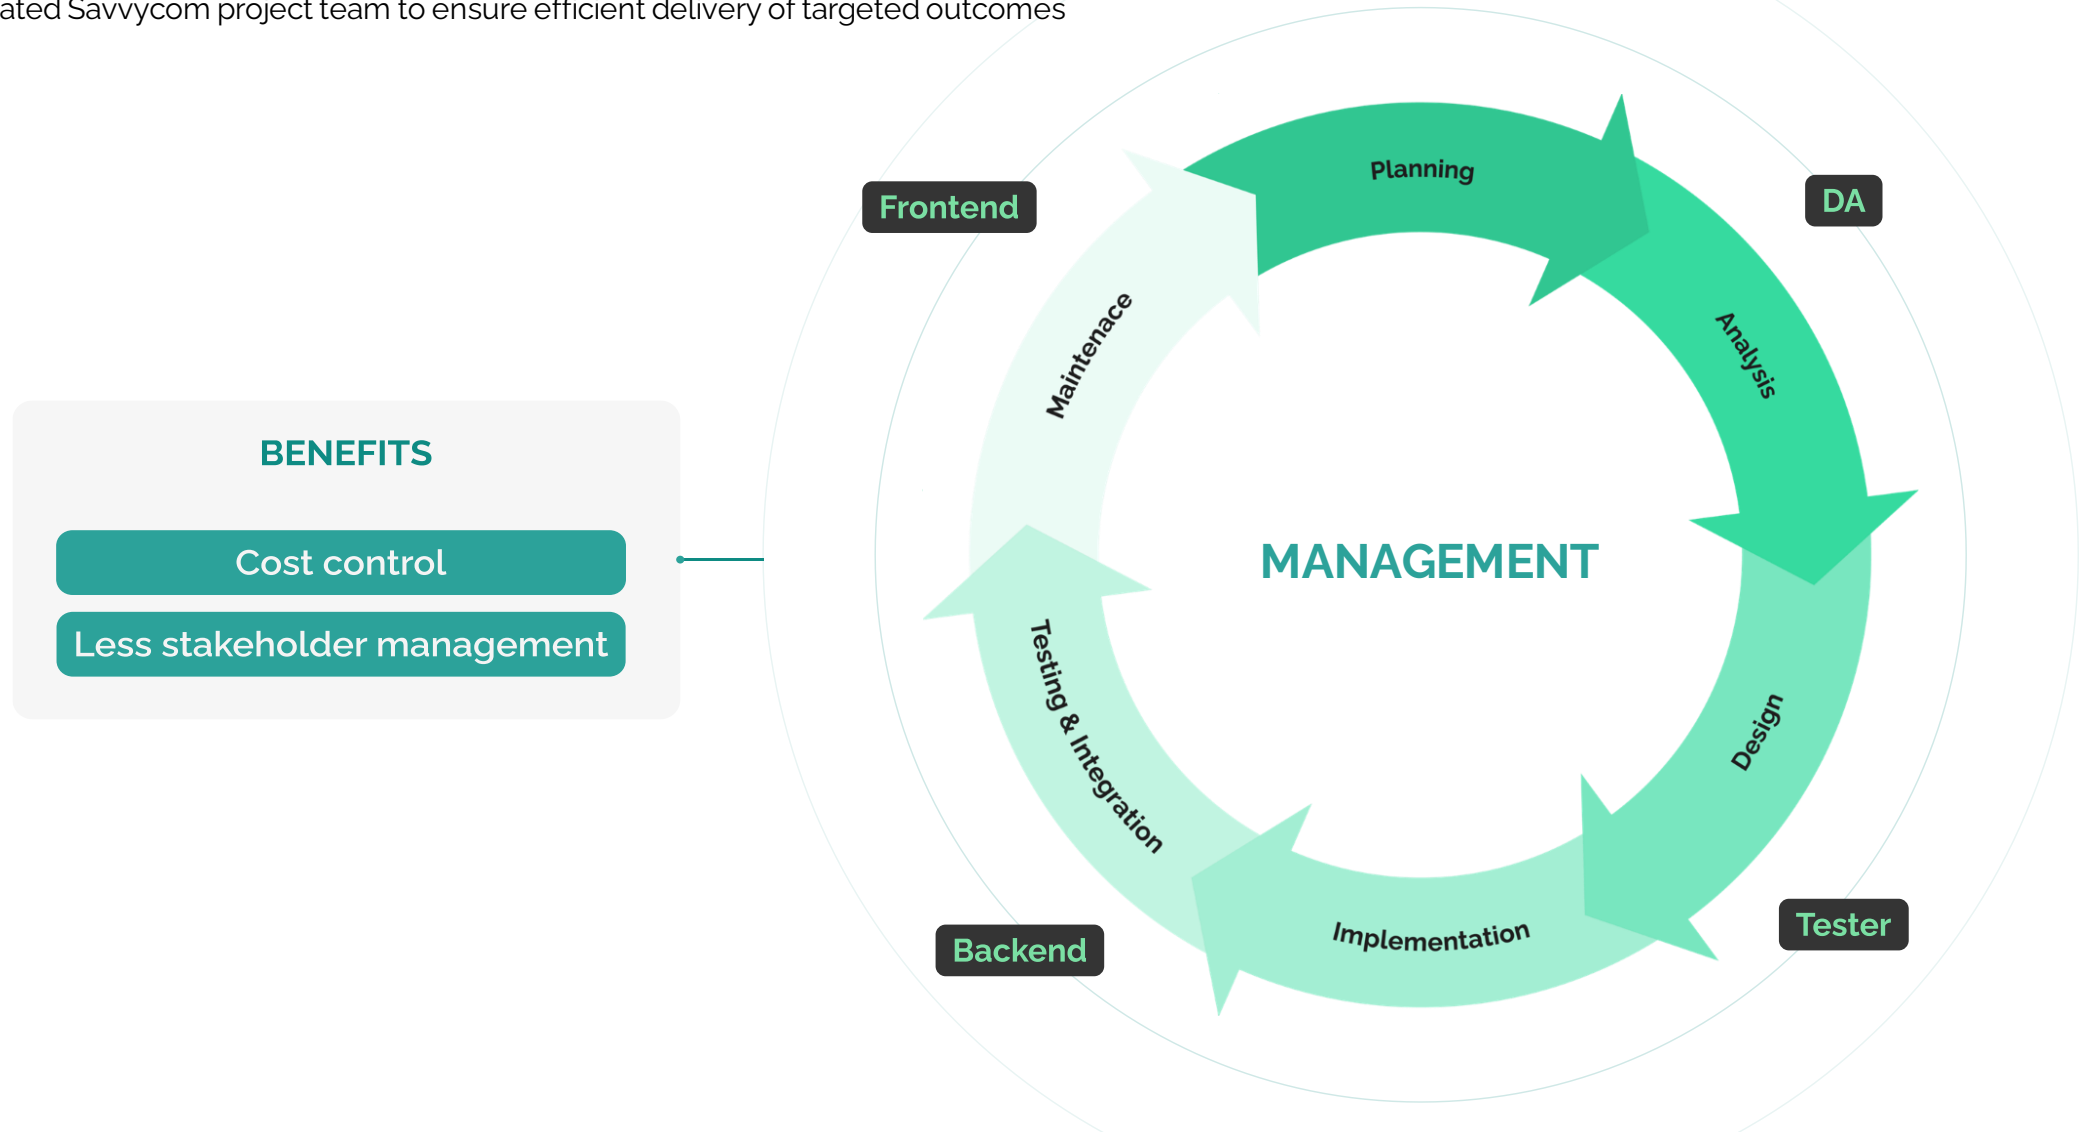 ated Savvycom project team to ensure efficient delivery of targeted outcomes
BENEFITS
Cost control
Less stakeholder management
MANAGEMENT
Planning
Analysis
Design
Implementation
Testing & Integration
Maintenace
Frontend
DA
Tester
Backend